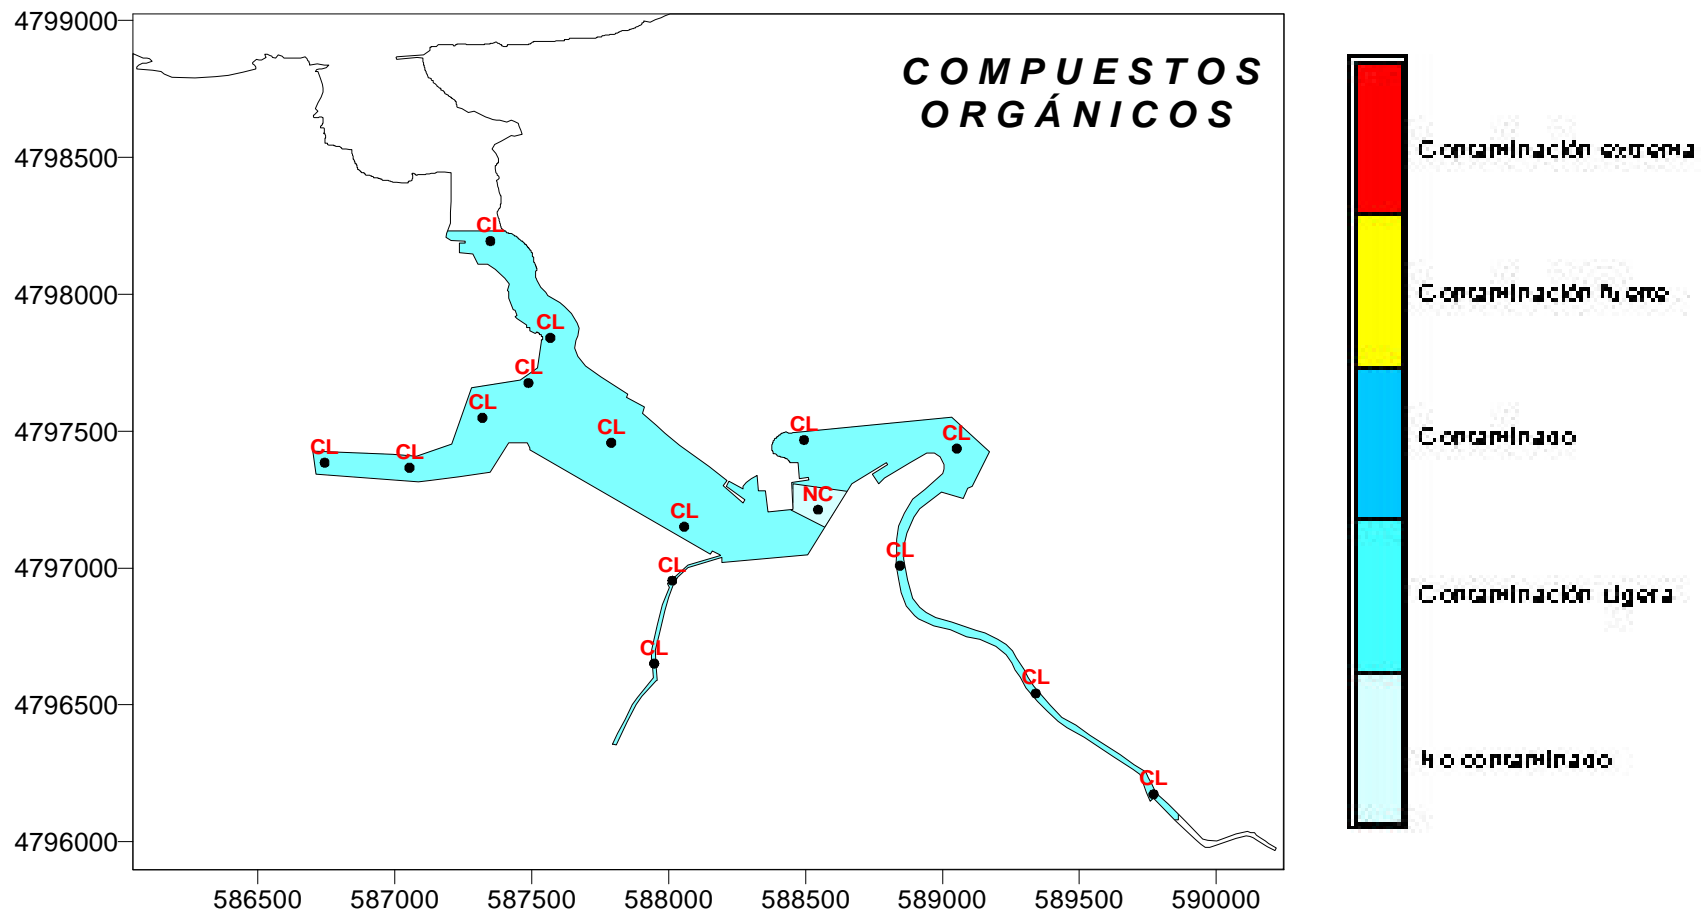 COMPUESTOS
ORGÁNICOS
4799000
4798500
4798000
4797500
4797000
4796500
4796000
586500
587000
587500
588000
588500
589000
589500
590000
CL
CL
CL
CL
CL
CL
CL
CL
CL
CL
NC
CL
CL
CL
CL
CL
Contaminación extrema
Contaminación fuerte
Contaminado
Contaminación Ligera
No contaminado